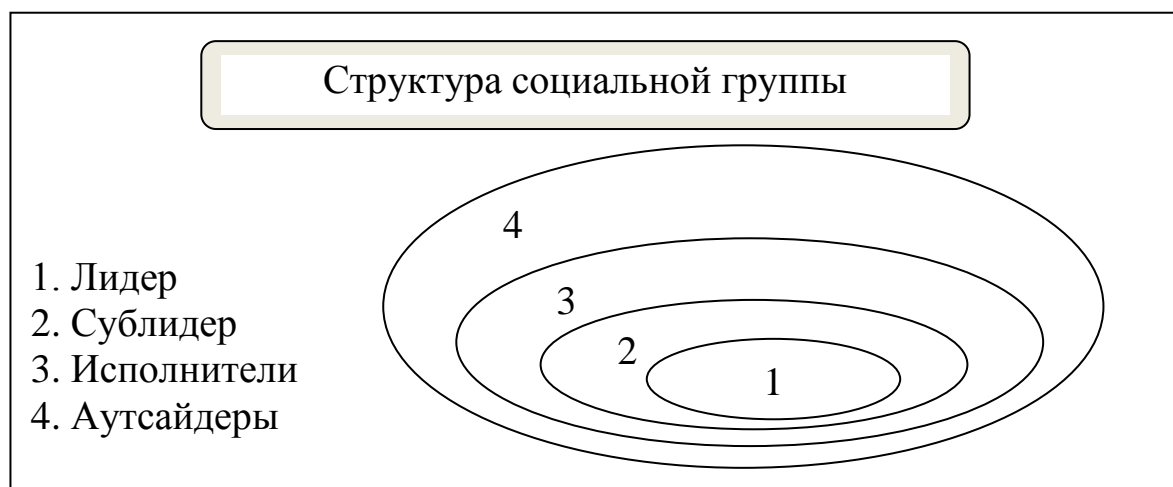 Структура социальной группы
4
1. Лидер
3
2. Сублидер
2
3. Исполнители
1
4. Аутсайдеры